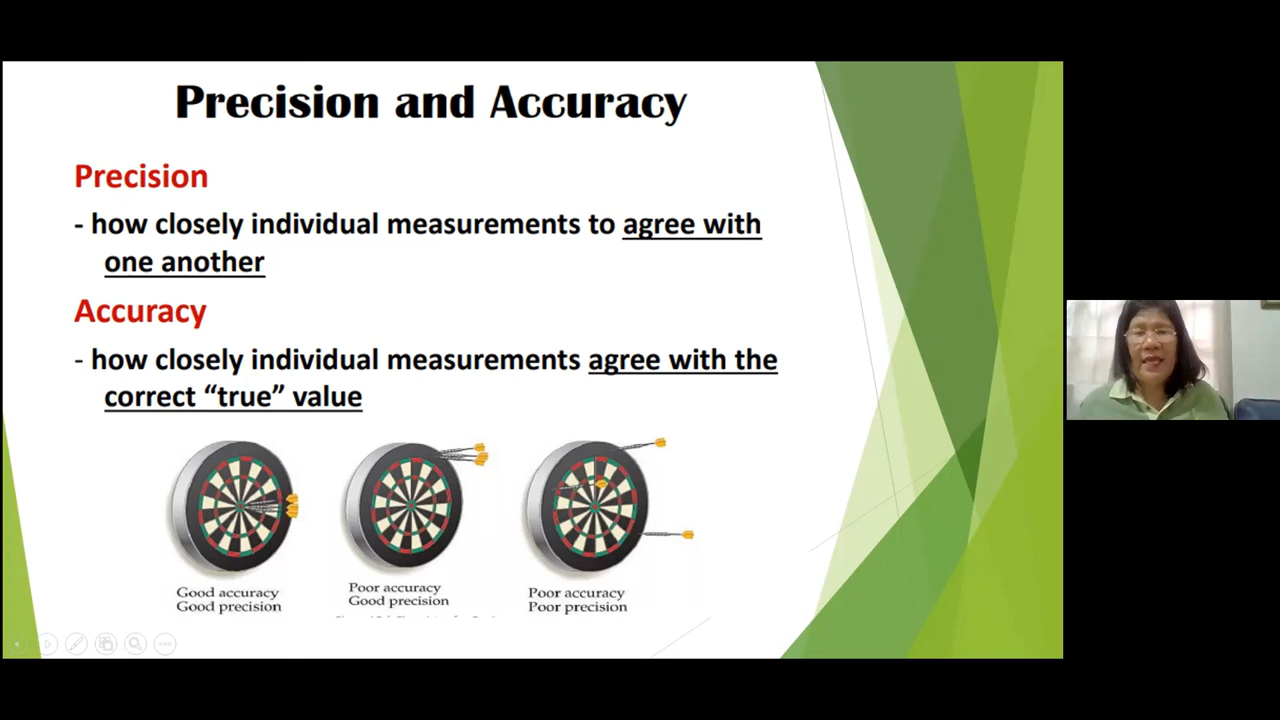 Precision and Accuracy
Precision
- how closely individual measurements to agree with
one another
Accuracy
- how closely individual measurements agree with the
correct “true” value
Good accuracy
Good precision
Poor accuracy
Good precision
Poor accuracy
Poor precision